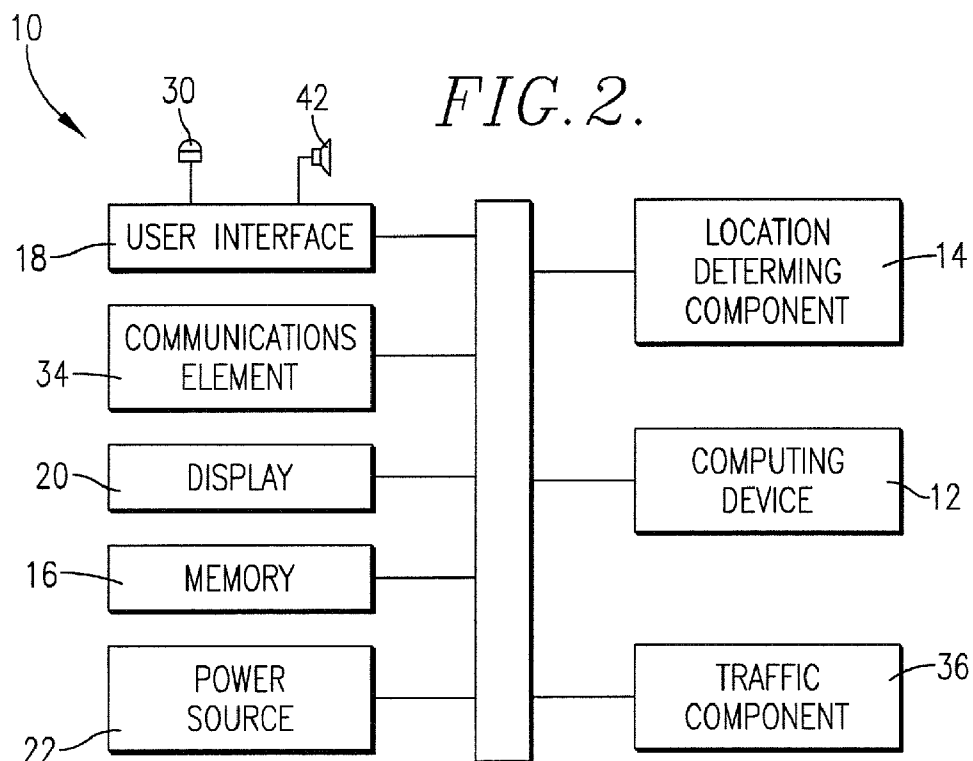 10
30
42
FIG. 2.
USER INTERFACE
18
LOCATION
DETERMING
COMPONENT
14
COMMUNICATIONS
ELEMENT
34
DISPLAY
20
COMPUTING
DEVICE
12
MEMORY
16
POWER
SOURCE
22
TRAFFIC
COMPONENT
36